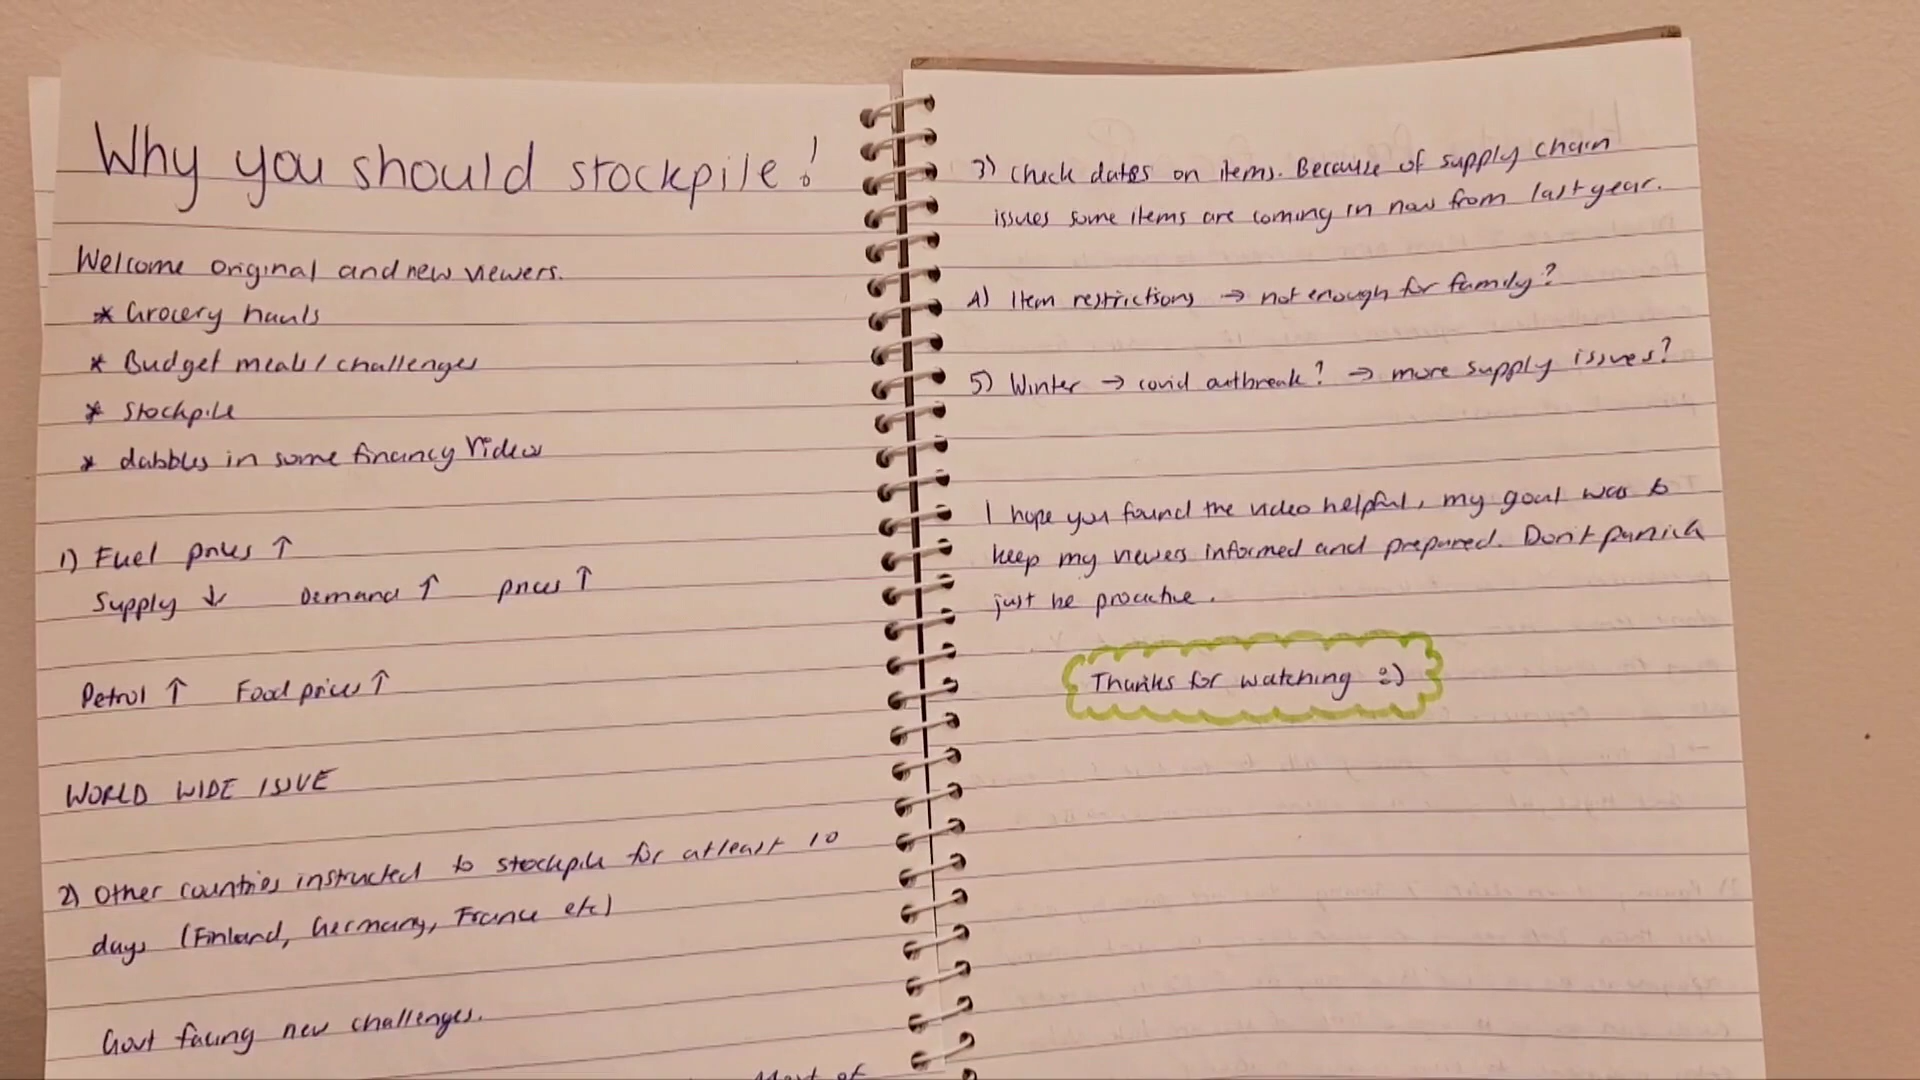 Why you should stockpile!
Welcome original and new viewers.
* Grocery hauls
* Budget meals / challenges
* Stockpile
* dabbles in some financy videos
1) Fuel prices ↑
Supply ↓ Demand ↑ prices ↑
Petrol ↑ Food prices ↑
WORLD WIDE ISSUE
2) Other countries instructed to stockpile for atleast 10
days (Finland, Germany, France etc)
Govt facing new challenges.
Most of
3) Check dates on items. Because of supply chain
issues some items are coming in now from last year.
4) Item restrictions → not enough for family?
5) Winter → covid outbreak? → more supply issues?
I hope you found the video helpful, my goal was to
keep my viewers informed and prepared. Don't panick
just be proactive.
Thanks for watching :)